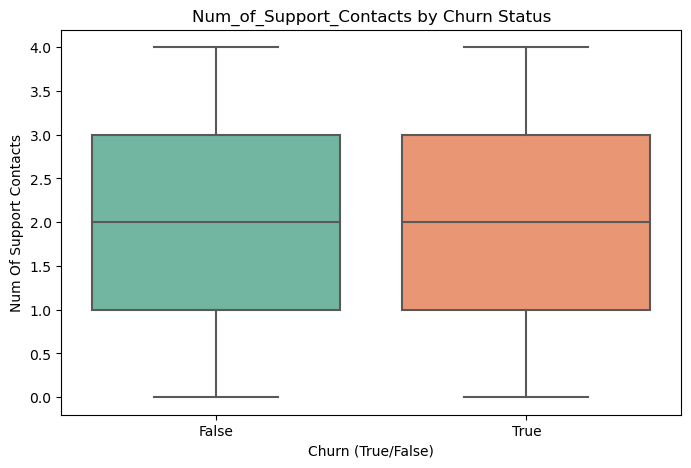 Num_of_Support_Contacts by Churn Status
Num Of Support Contacts
4.0
3.5
3.0
2.5
2.0
1.5
1.0
0.5
0.0
False
True
Churn (True/False)